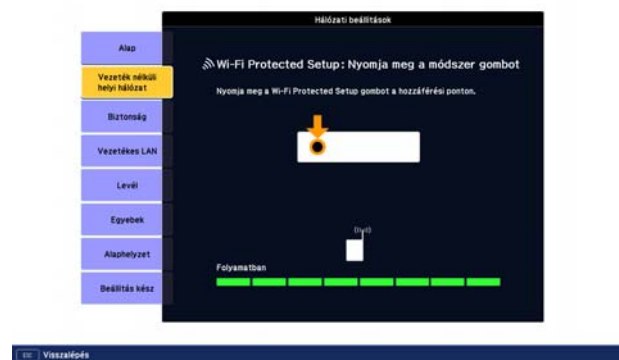 Hálózati beállítások
Alap
Vezeték nélküli
helyi hálózat
Biztonság
Vezetékes LAN
Levél
Egyebek
Alaphelyzet
Beállítás kész
Wi-Fi Protected Setup: Nyomja meg a módszer gombot
Nyomja meg a Wi-Fi Protected Setup gombot a hozzáférési ponton.
Folyamatban
ESC Visszalépés